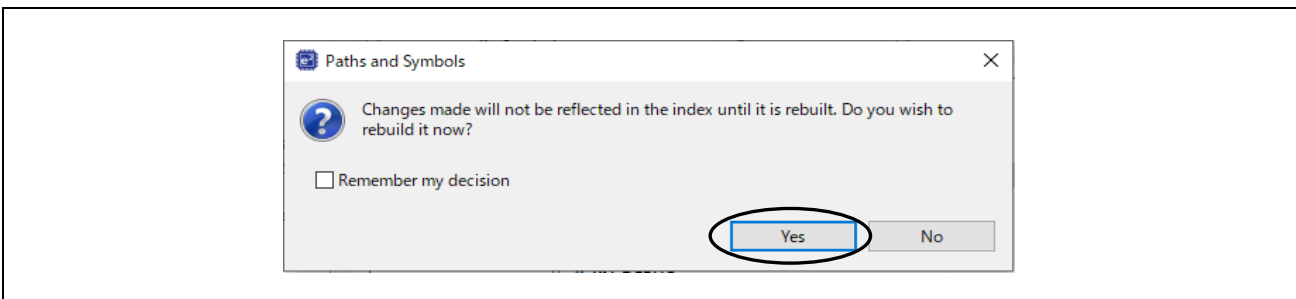 Paths and Symbols
Changes made will not be reflected in the index until it is rebuilt. Do you wish to
rebuild it now?
Remember my decision
Yes No